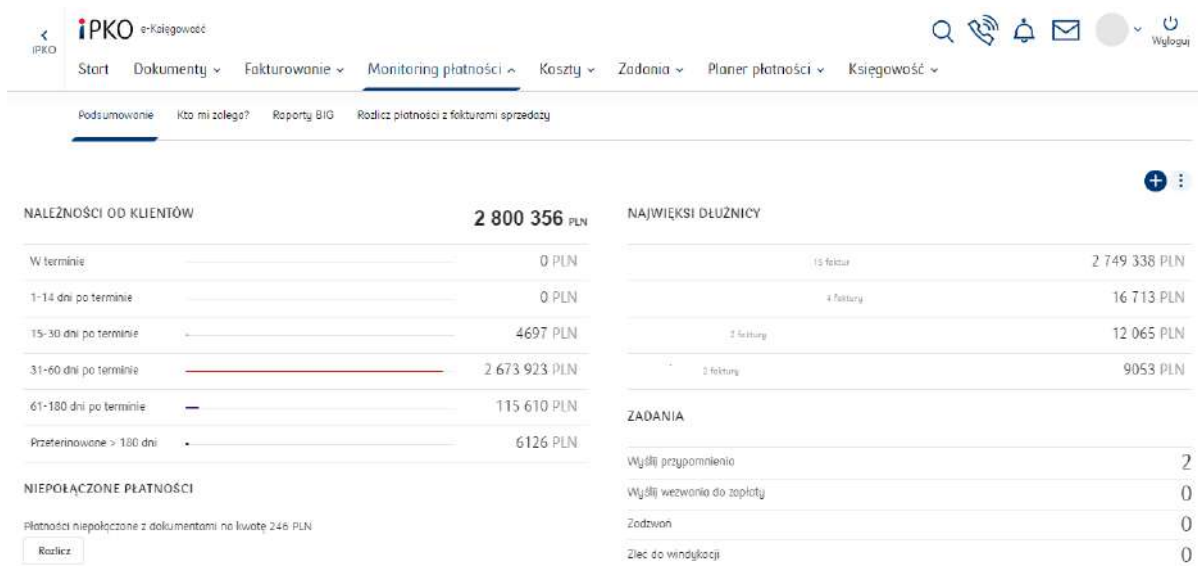 iPKO e-Księgowość
iPKO
Wyloguj
Start Dokumenty Fakturowanie Monitoring płatności Koszty Zadania Planer płatności Księgowość
Podsumowanie Kto mi zalega? Raporty BIG Rozlicz płatności z fakturami sprzedaży
NALEŻNOŚCI OD KLIENTÓW 2 800 356 PLN
W terminie 0 PLN
1-14 dni po terminie 0 PLN
15-30 dni po terminie 4697 PLN
31-60 dni po terminie 2 673 923 PLN
61-180 dni po terminie 115 610 PLN
Przeterinowane > 180 dni 6126 PLN
NIEPOŁĄCZONE PŁATNOŚCI
Płatności niepołączone z dokumentami na kwotę 246 PLN
Rozlicz
NAJWIĘKSI DŁUŻNICY
15 faktur 2 749 338 PLN
4 faktury 16 713 PLN
2 faktury 12 065 PLN
2 faktury 9053 PLN
ZADANIA
Wyślij przypomnienia 2
Wyślij wezwania do zapłaty 0
Zadzwoń 0
Zleć do windykacji 0